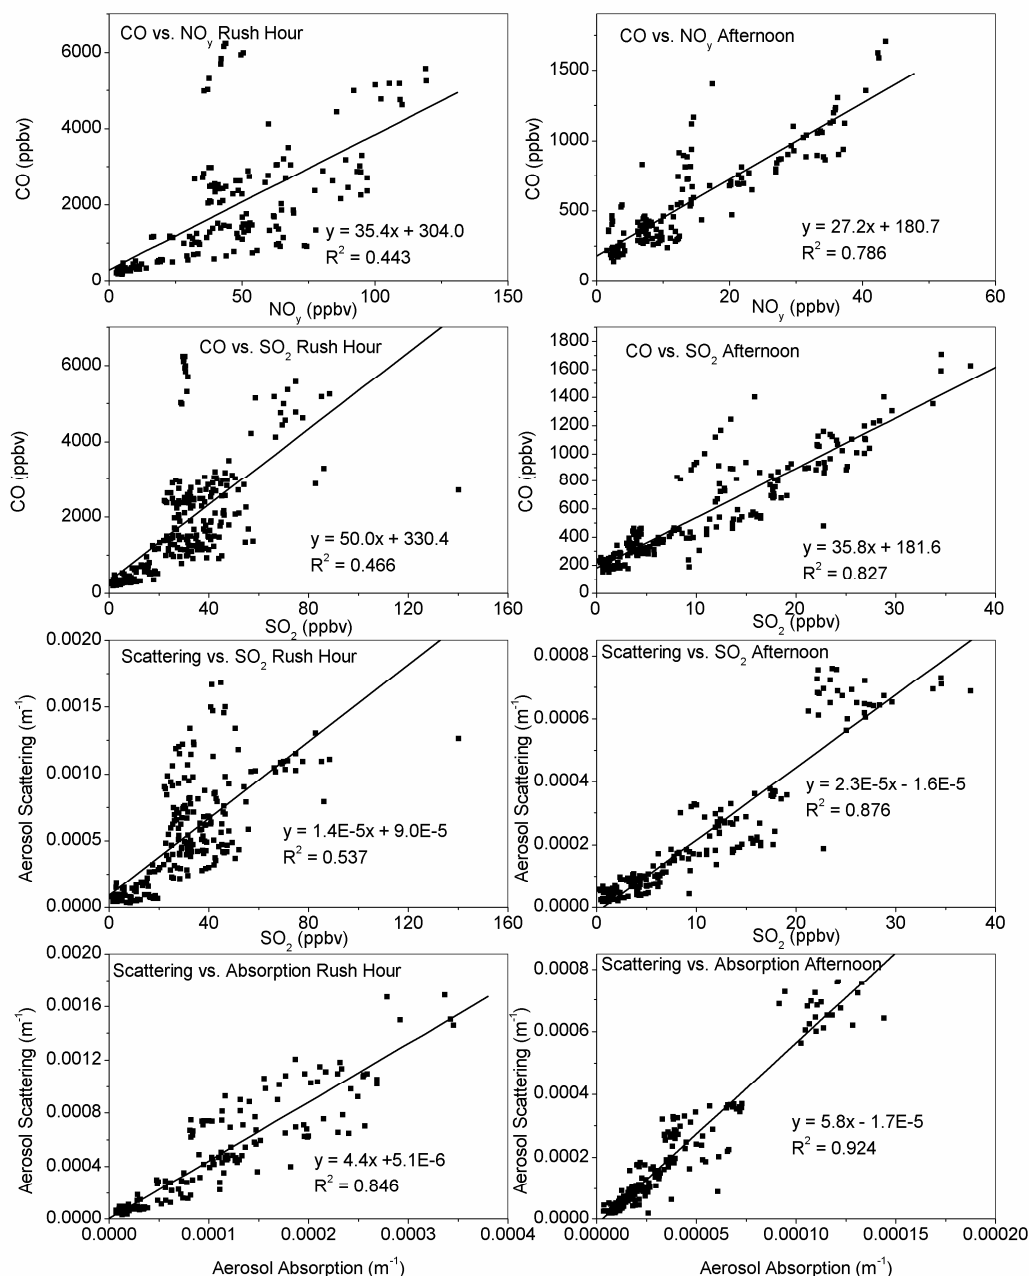 CO vs. NOy Rush Hour
6000
4000
2000
0
CO (ppbv)
y = 35.4x + 304.0
R2 = 0.443
0 50 100 150
NOy (ppbv)
CO vs. NOy Afternoon
1500
1000
500
0
CO (ppbv)
y = 27.2x + 180.7
R2 = 0.786
0 20 40 60
NOy (ppbv)
CO vs. SO2 Rush Hour
6000
4000
2000
0
CO (ppbv)
y = 50.0x + 330.4
R2 = 0.466
0 40 80 120 160
SO2 (ppbv)
CO vs. SO2 Afternoon
1800
1600
1400
1200
1000
800
600
400
200
0
CO (ppbv)
y = 35.8x + 181.6
R2 = 0.827
0 10 20 30 40
SO2 (ppbv)
Scattering vs. SO2 Rush Hour
0.0020
0.0015
0.0010
0.0005
0.0000
Aerosol Scattering (m-1)
y = 1.4E-5x + 9.0E-5
R2 = 0.537
0 40 80 120 160
SO2 (ppbv)
Scattering vs. SO2 Afternoon
0.0008
0.0006
0.0004
0.0002
0.0000
Aerosol Scattering (m-1)
y = 2.3E-5x - 1.6E-5
R2 = 0.876
0 10 20 30 40
SO2 (ppbv)
Scattering vs. Absorption Rush Hour
0.0020
0.0016
0.0012
0.0008
0.0004
0.0000
Aerosol Scattering (m-1)
y = 4.4x +5.1E-6
R2 = 0.846
0.0000 0.0001 0.0002 0.0003 0.0004
Aerosol Absorption (m-1)
Scattering vs. Absorption Afternoon
0.0008
0.0006
0.0004
0.0002
0.0000
Aerosol Scattering (m-1)
y = 5.8x - 1.7E-5
R2 = 0.924
0.00000 0.00005 0.00010 0.00015 0.00020
Aerosol Absorption (m-1)